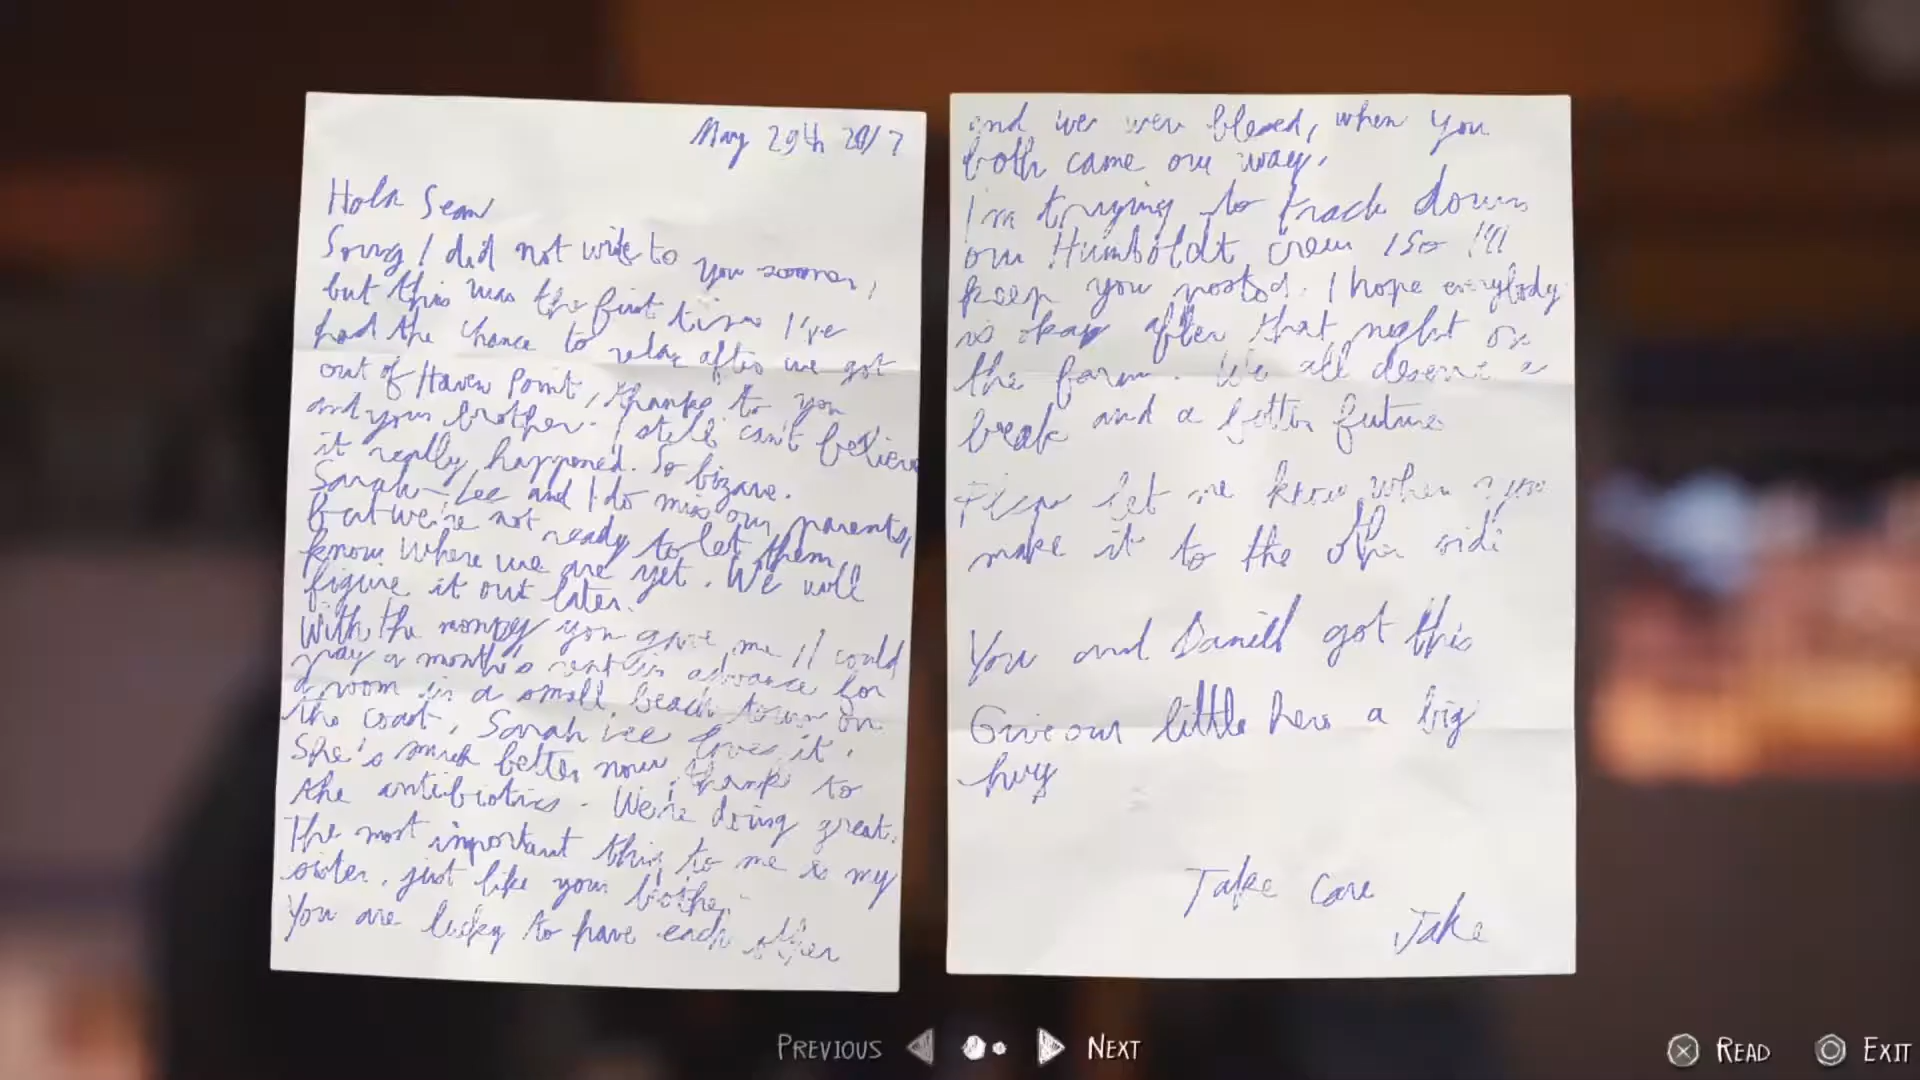 May 29th 2017
Hola Sean
Sorry I did not write to you sooner,
but this was the first time I've
had the chance to relax after we got
out of Haven Point, thanks to you
and your brother. I still can't believe
it really happened. So bizare.
Sarah-Lee and I do miss our parents,
but we're not ready to let them
know where we are yet. We will
figure it out later.
With the money you gave me I could
pay a month's rent in advance for
a room in a small beach town on
the coast, Sarah Lee loves it.
She's much better now, thanks to
the antibiotics. We're doing great.
The most important thing to me is my
sister, just like your brother.
You are lucky to have each other
and we were blessed, when you
both came our way.
I'm trying to track down
our Humboldt crew, so I'll
keep you posted. I hope everybody
is okay after that night on
the farm. We all deserve a
break and a better future
Please let me know when you
make it to the other side
You and Daniel got this
Give our little hero a big
hug
Take Care
Jake
PREVIOUS NEXT
READ EXIT